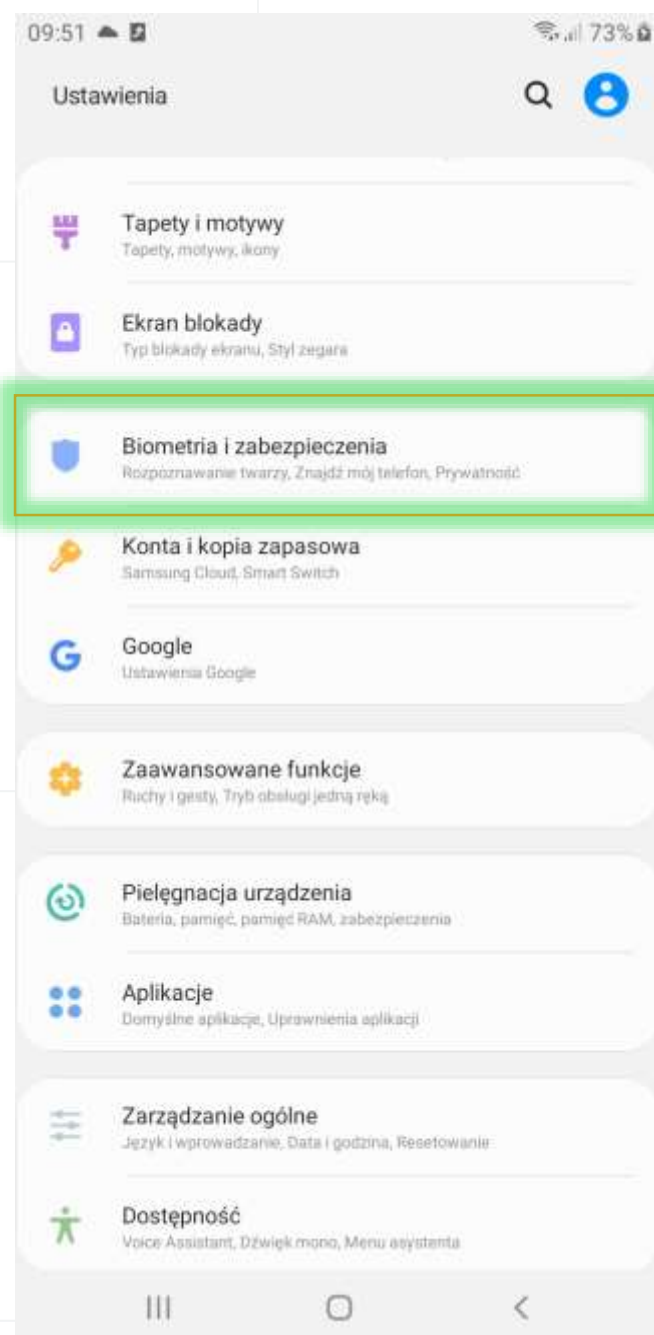 09:51
73%
Ustawienia
Tapety i motywy
Tapety, motywy, ikony
Ekran blokady
Typ blokady ekranu, Styl zegara
Biometria i zabezpieczenia
Rozpoznawanie twarzy, Znajdź mój telefon, Prywatność
Konta i kopia zapasowa
Samsung Cloud, Smart Switch
Google
Ustawienia Google
Zaawansowane funkcje
Ruchy i gesty, Tryb obsługi jedną ręką
Pielęgnacja urządzenia
Bateria, pamięć, pamięć RAM, zabezpieczenia
Aplikacje
Domyślne aplikacje, Uprawnienia aplikacji
Zarządzanie ogólne
Język i wprowadzanie, Data i godzina, Resetowanie
Dostępność
Voice Assistant, Dźwięk mono, Menu asystenta